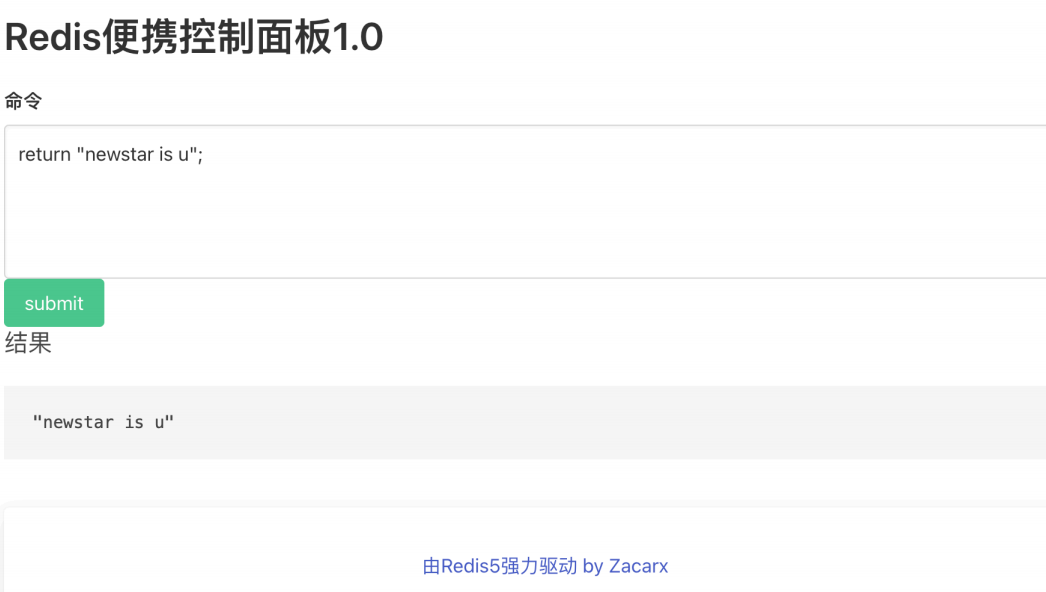 Redis便携控制面板1.0
命令
return "newstar is u";
submit
结果
"newstar is u"
由Redis5强力驱动 by Zacarx